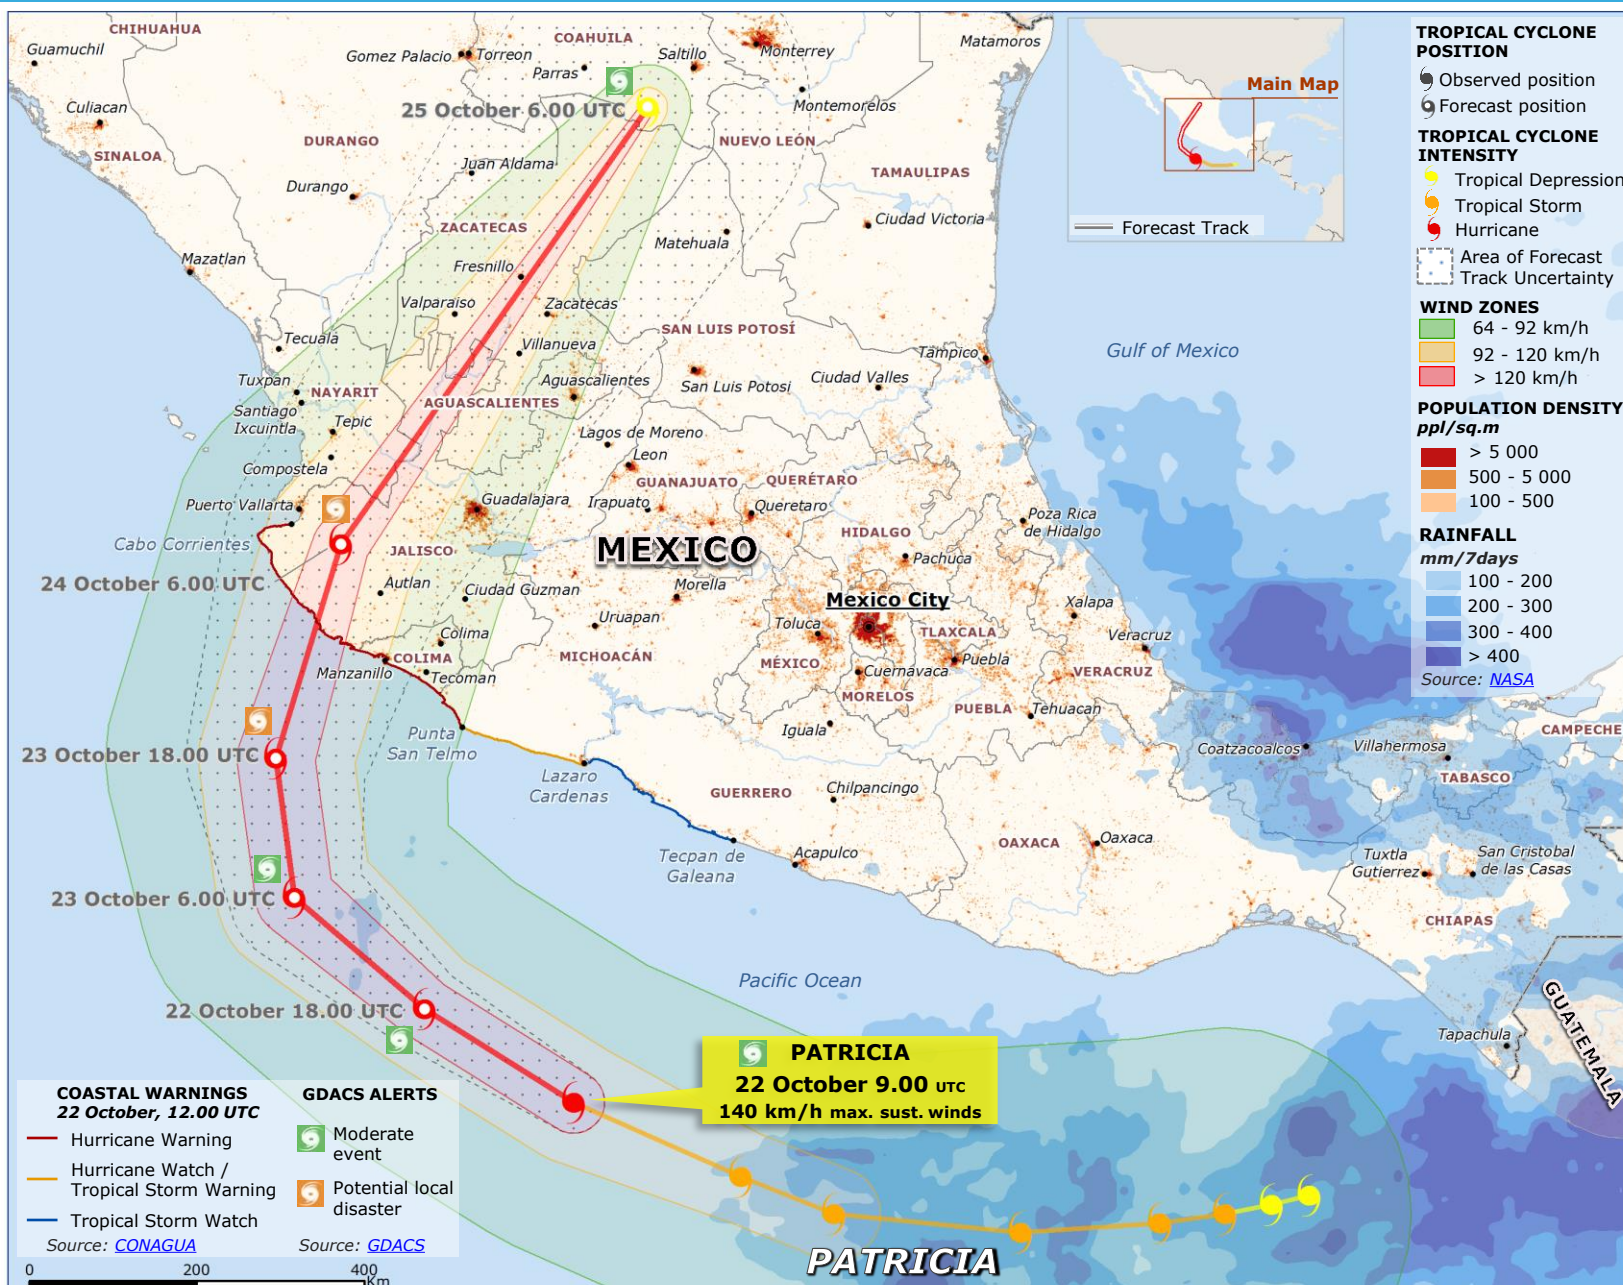 CHIHUAHUA
Guamuchil
Gomez Palacio
Torreon
COAHUILA
Parras
Saltillo
Monterrey
Matamoros
Culiacan
25 October 6.00 UTC
Montemorelos
SINALOA
DURANGO
NUEVO LEÓN
Juan Aldama
Durango
TAMAULIPAS
Ciudad Victoria
ZACATECAS
Matehuala
Mazatlan
Fresnillo
Valparaiso
Zacatecas
SAN LUIS POTOSÍ
Tecuala
Villanueva
Tampico
Gulf of Mexico
Tuxpan
NAYARIT
Aguascalientes
San Luis Potosi
Ciudad Valles
Santiago
Ixcuintla
AGUASCALIENTES
Tepic
Lagos de Moreno
Compostela
Leon
GUANAJUATO
QUERÉTARO
Puerto Vallarta
Guadalajara
Irapuato
Queretaro
Poza Rica
de Hidalgo
Cabo Corrientes
JALISCO
MEXICO
HIDALGO
Pachuca
24 October 6.00 UTC
Autlan
Ciudad Guzman
Morella
Mexico City
Xalapa
Uruapan
Toluca
TLAXCALA
Colima
Veracruz
COLIMA
MICHOACÁN
MÉXICO
Puebla
Manzanillo
Tecoman
Cuernavaca
VERACRUZ
MORELOS
PUEBLA
Tehuacan
Punta
San Telmo
Iguala
23 October 18.00 UTC
Coatzacoalcos
Villahermosa
CAMPECHE
TABASCO
Lazaro
Cardenas
GUERRERO
Chilpancingo
OAXACA
Oaxaca
Tecpan de
Galeana
Acapulco
Tuxtla
Gutierrez
San Cristobal
de las Casas
23 October 6.00 UTC
CHIAPAS
Pacific Ocean
22 October 18.00 UTC
GUATEMALA
Tapachula
PATRICIA
22 October 9.00 UTC
140 km/h max. sust. winds
PATRICIA
Main Map
Forecast Track
TROPICAL CYCLONE
POSITION
Observed position
Forecast position
TROPICAL CYCLONE
INTENSITY
Tropical Depression
Tropical Storm
Hurricane
Area of Forecast
Track Uncertainty
WIND ZONES
64 - 92 km/h
92 - 120 km/h
> 120 km/h
POPULATION DENSITY
ppl/sq.m
> 5 000
500 - 5 000
100 - 500
RAINFALL
mm/7days
100 - 200
200 - 300
300 - 400
> 400
Source: NASA
COASTAL WARNINGS
22 October, 12.00 UTC
Hurricane Warning
Hurricane Watch /
Tropical Storm Warning
Tropical Storm Watch
Source: CONAGUA
GDACS ALERTS
Moderate
event
Potential local
disaster
Source: GDACS
0 200 400
Km